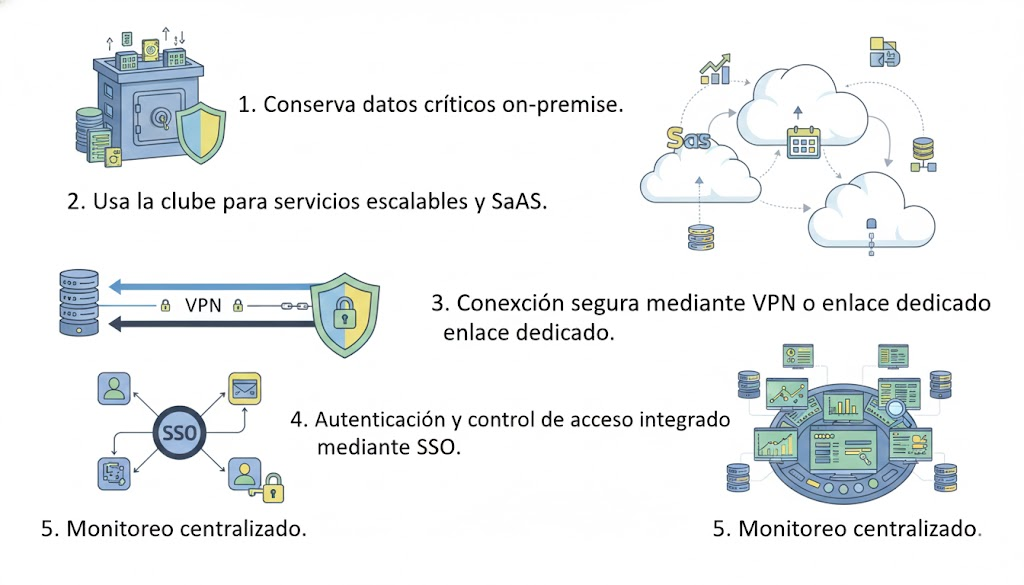 1. Conserva datos críticos on-premise.
Sas
2. Usa la clube para servicios escalables y SaAS.
VPN
3. Conexción segura mediante VPN o enlace dedicado
enlace dedicado.
SSO
4. Autenticación y control de acceso integrado
mediante SSO.
5. Monitoreo centralizado.
5. Monitoreo centralizado.